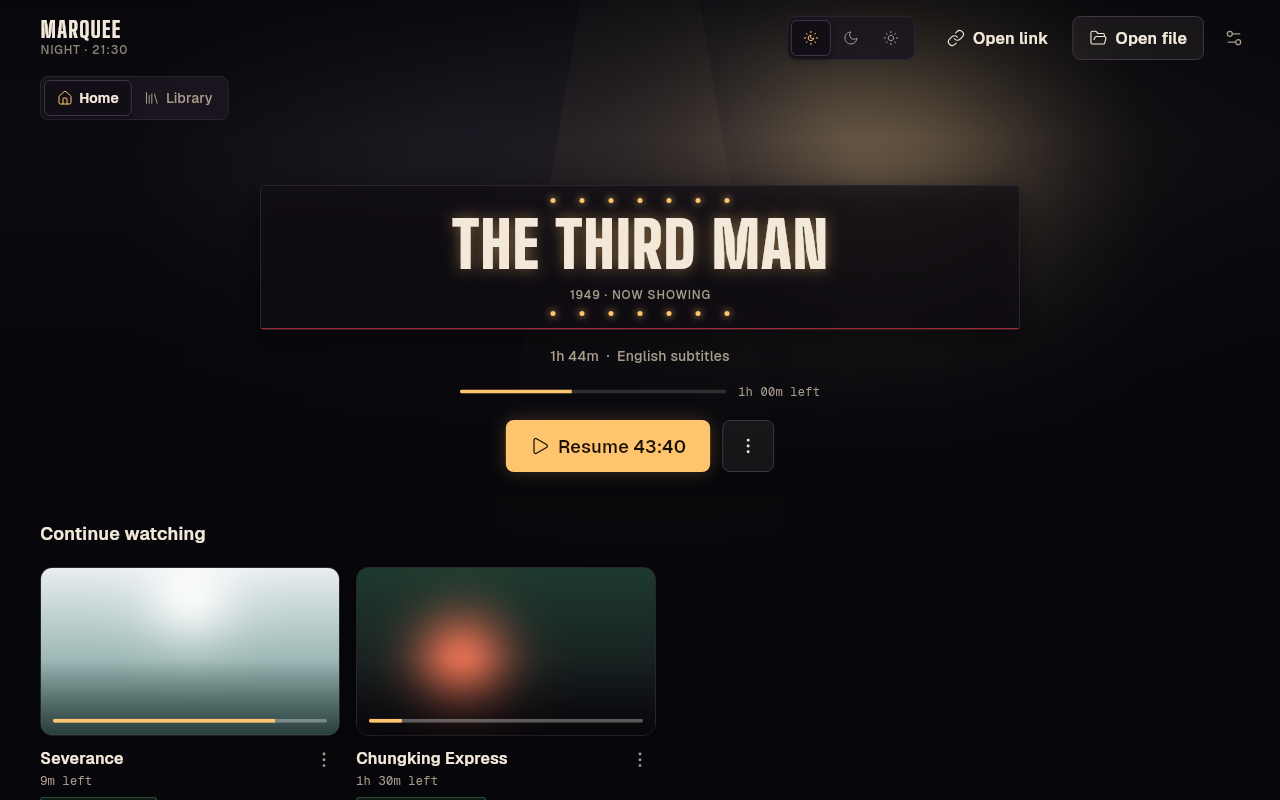 MARQUEE
NIGHT · 21:30
Open link
Open file
Home
Library
THE THIRD MAN
1949 · NOW SHOWING
1h 44m · English subtitles
1h 00m left
Resume 43:40
Continue watching
Severance
9m left
Chungking Express
1h 30m left